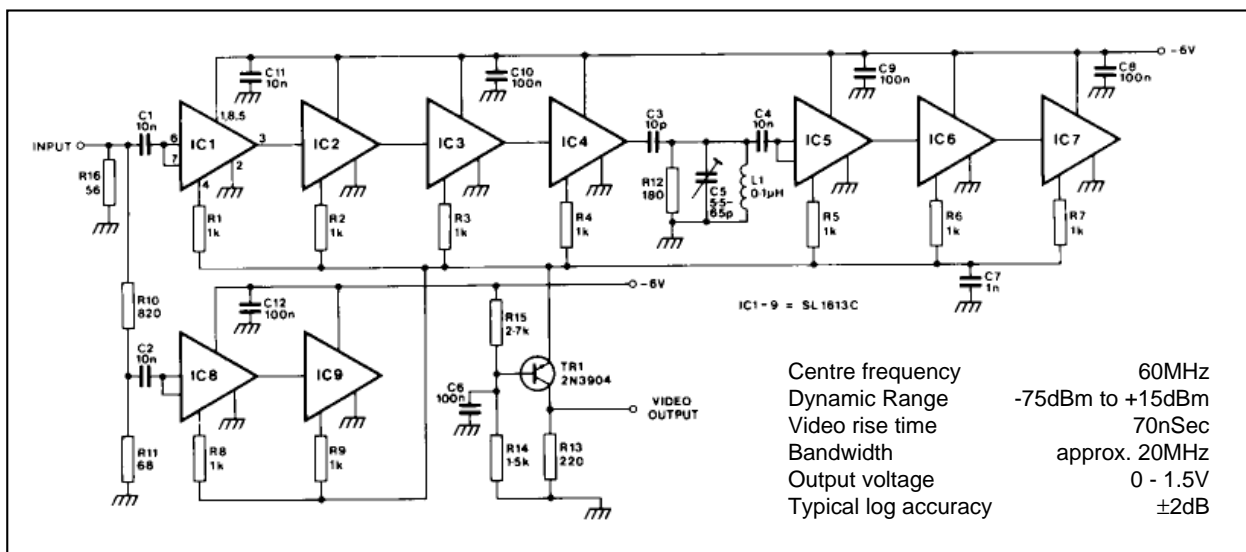 -6V
C11
10n
C10
100n
C9
100n
C8
100n
C1
10n
1,8,5
C3
10p
C4
10n
INPUT
6
7
IC1
3
2
4
IC2
IC3
IC4
IC5
IC6
IC7
R16
56
R12
180
C5
5·5-
65p
L1
0·1µH
R1
1k
R2
1k
R3
1k
R4
1k
R5
1k
R6
1k
R7
1k
C7
1n
IC1-9 = SL1613C
-6V
R10
820
C12
100n
R15
2·7k
C2
10n
IC8
IC9
TR1
2N3904
C6
100n
VIDEO
OUTPUT
R11
68
R8
1k
R9
1k
R14
1·5k
R13
220
Centre frequency 60MHz
Dynamic Range -75dBm to +15dBm
Video rise time 70nSec
Bandwidth approx. 20MHz
Output voltage 0 - 1.5V
Typical log accuracy ±2dB